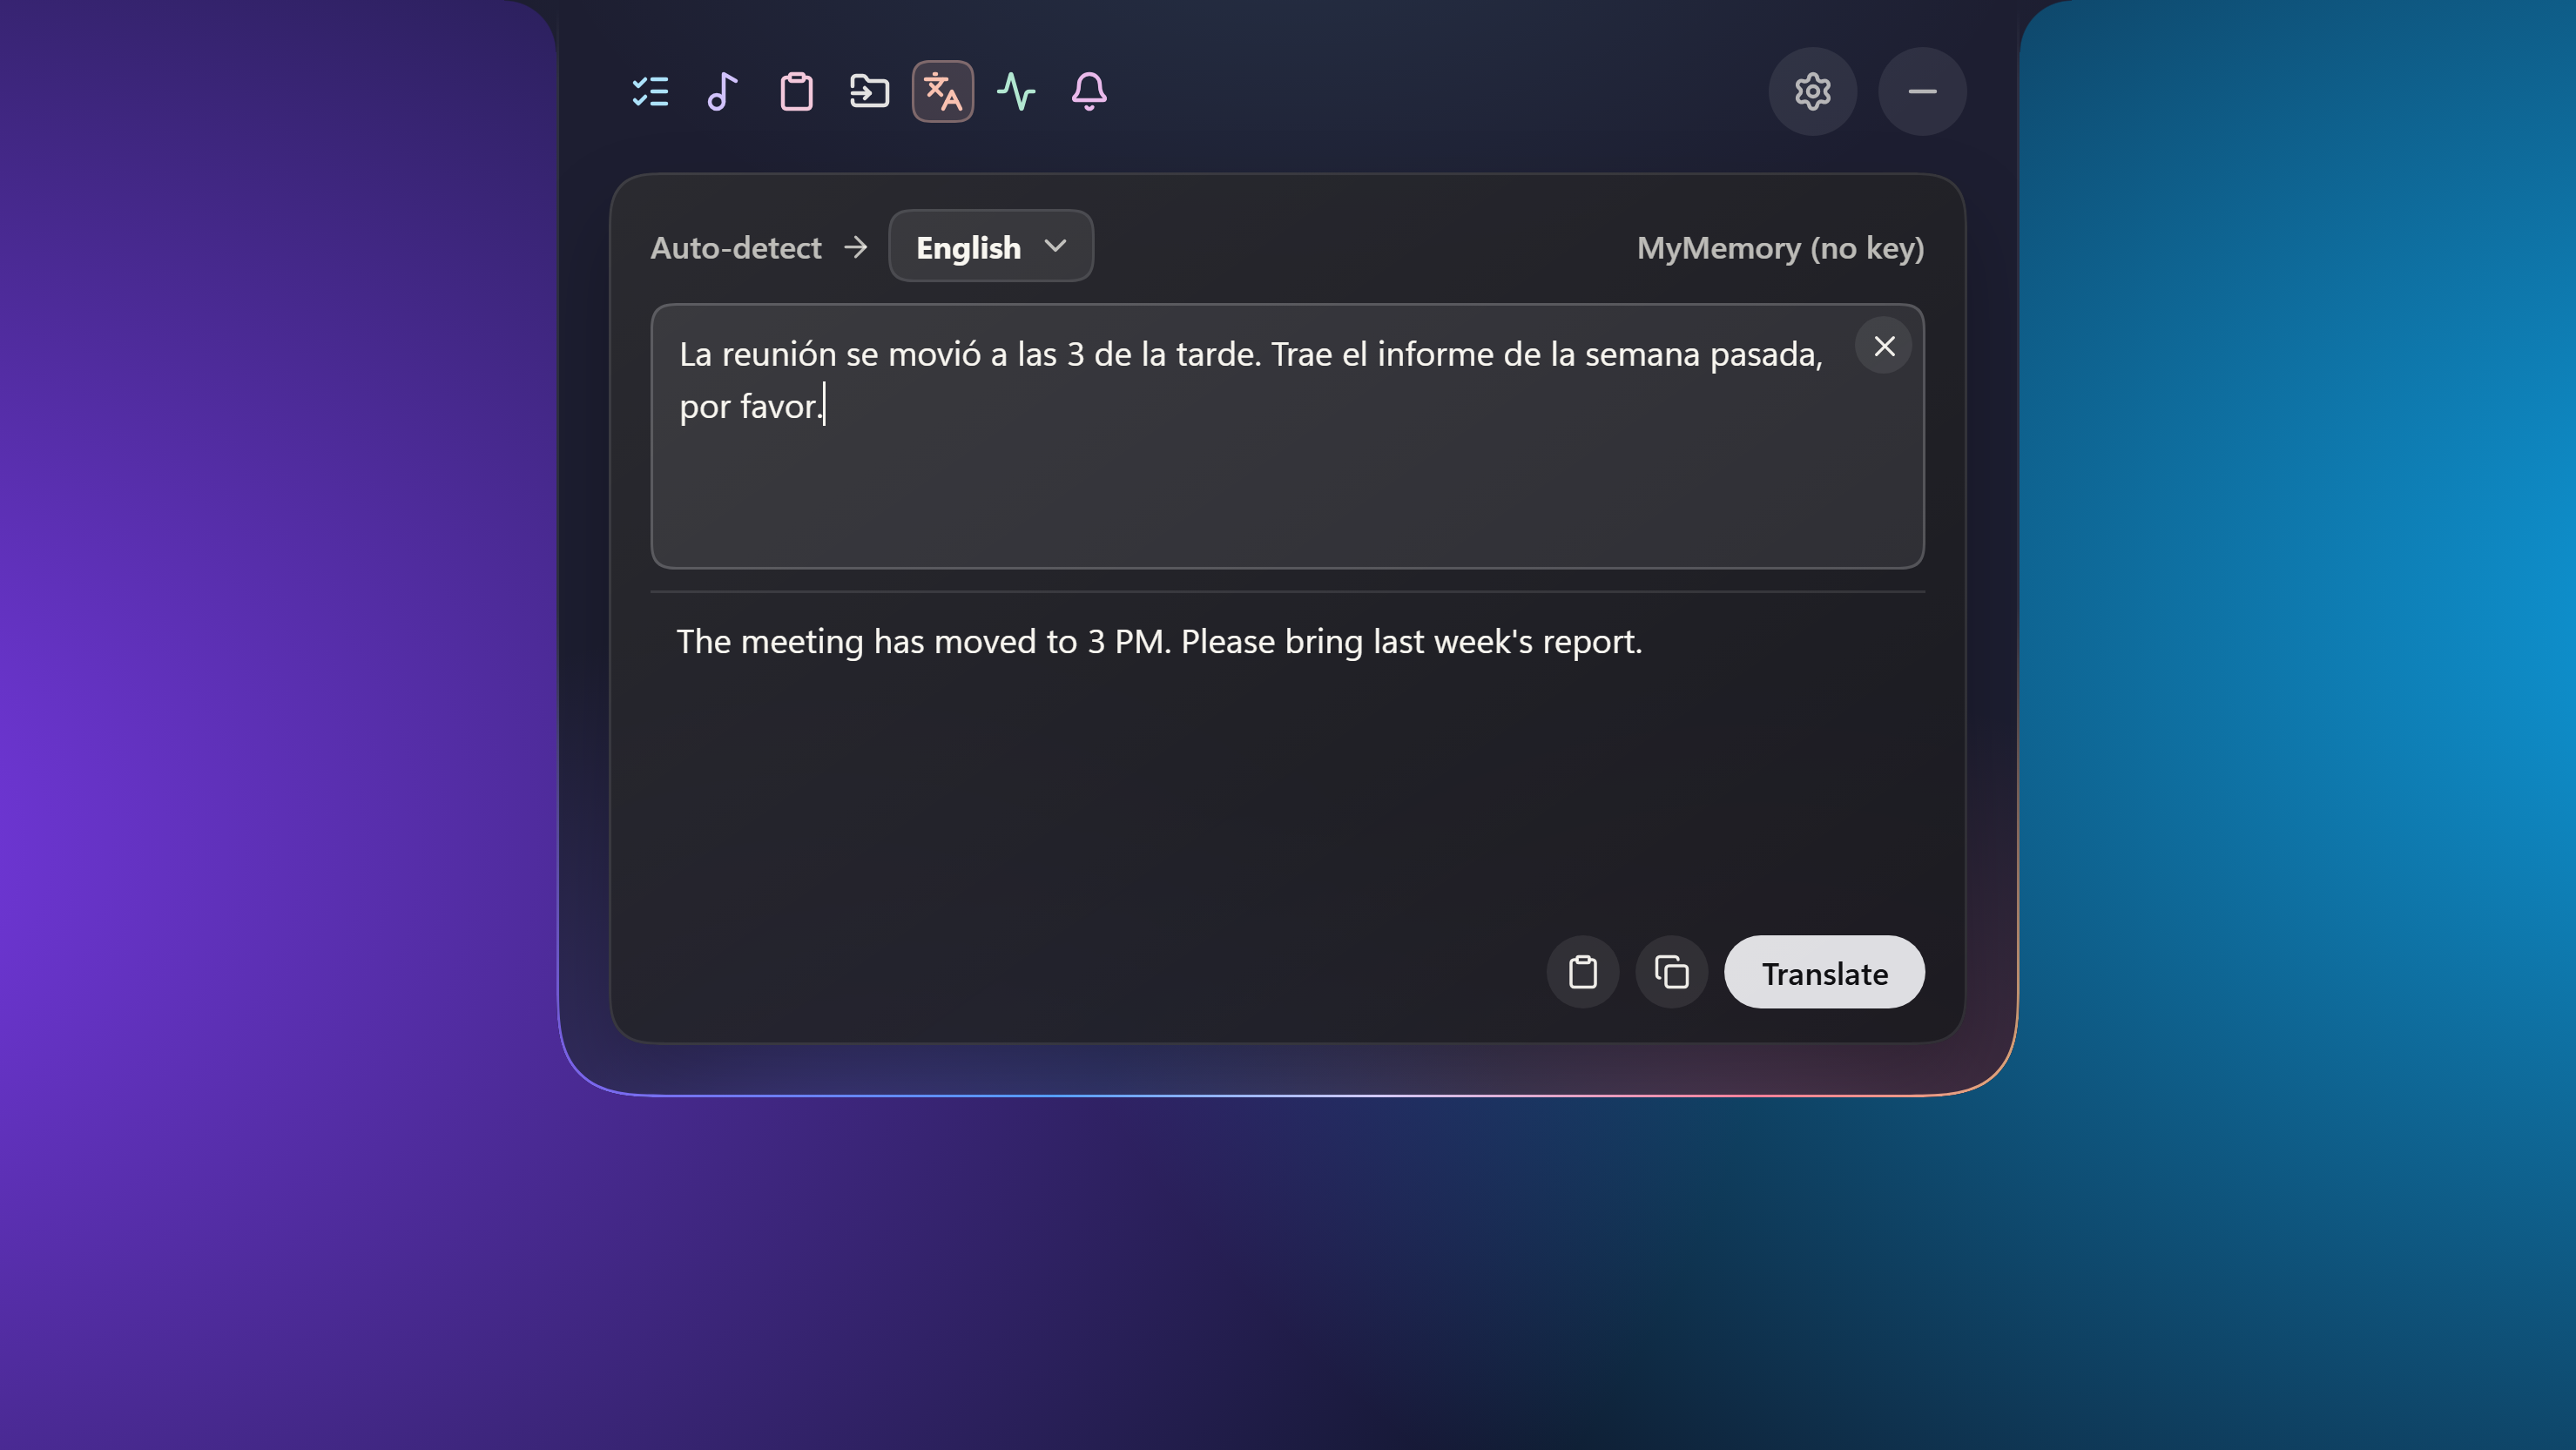 Auto-detect → English
MyMemory (no key)
La reunión se movió a las 3 de la tarde. Trae el informe de la semana pasada,
por favor.
The meeting has moved to 3 PM. Please bring last week's report.
Translate